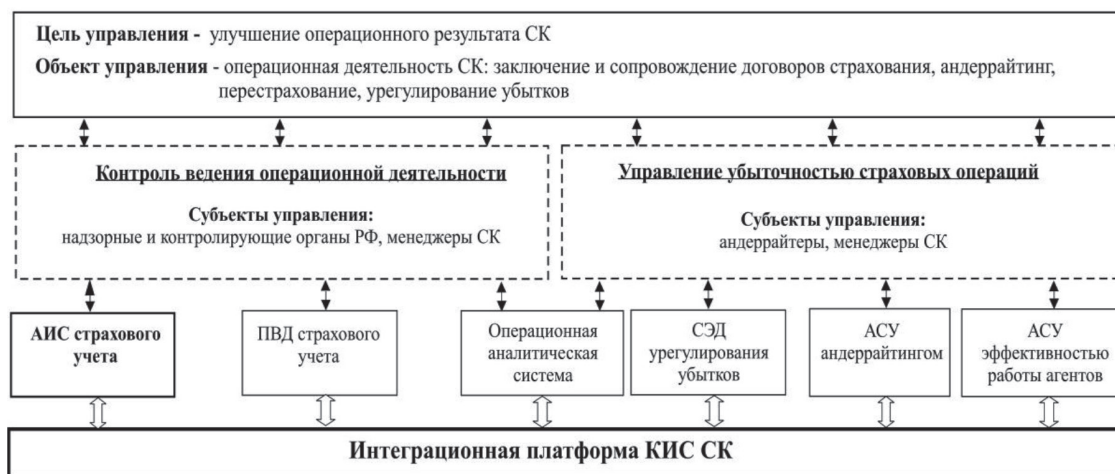 Цель управления - улучшение операционного результата СК
Объект управления - операционная деятельность СК: заключение и сопровождение договоров страхования, андеррайтинг,
перестрахование, урегулирование убытков
Контроль ведения операционной деятельности
Субъекты управления:
надзорные и контролирующие органы РФ, менеджеры СК
Управление убыточностью страховых операций
Субъекты управления:
андеррайтеры, менеджеры СК
АИС страхового
учета
ПВД страхового
учета
Операционная
аналитическая
система
СЭД
урегулирования
убытков
АСУ
андеррайтингом
АСУ
эффективностью
работы агентов
Интеграционная платформа КИС СК